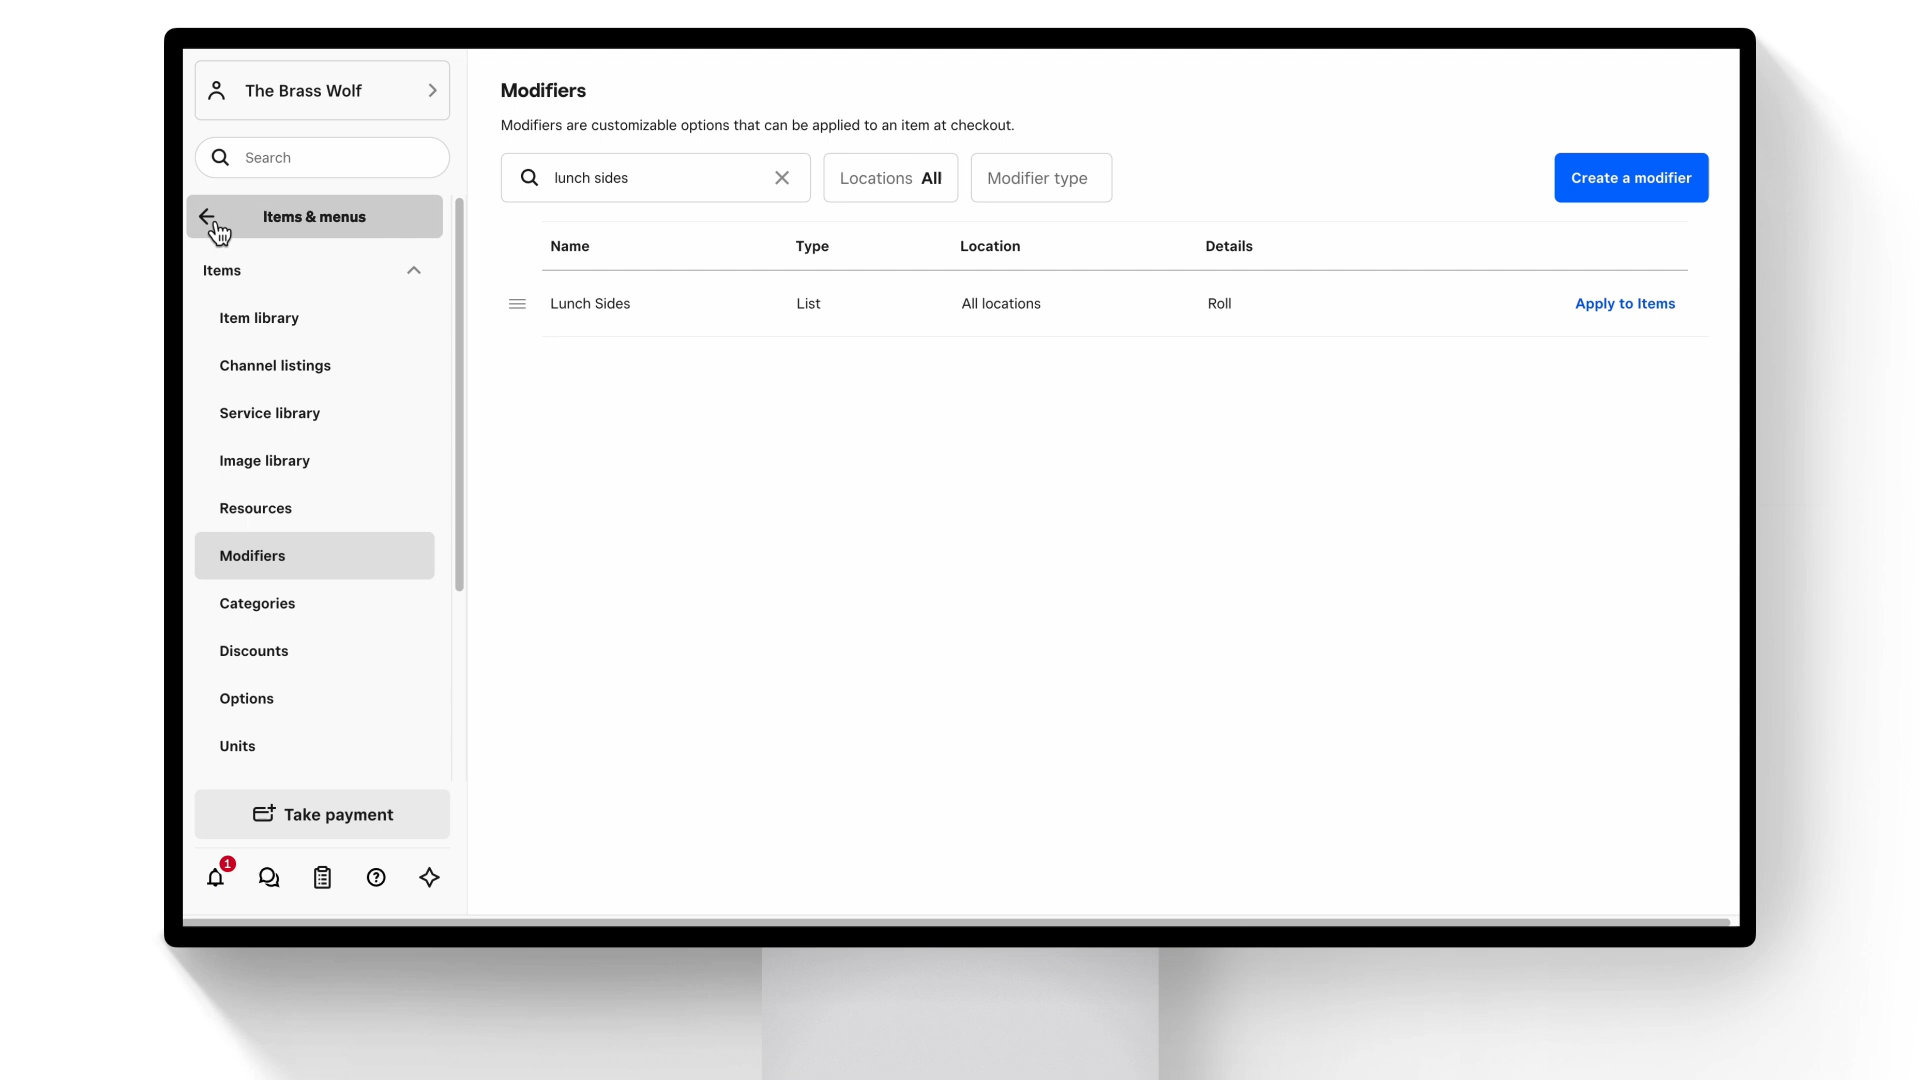 The Brass Wolf
Search
Items & menus
Items
Item library
Channel listings
Service library
Image library
Resources
Modifiers
Categories
Discounts
Options
Units
Take payment
1
Modifiers
Modifiers are customizable options that can be applied to an item at checkout.
lunch sides
Locations All
Modifier type
Create a modifier
Name Type Location Details
Lunch Sides List All locations Roll Apply to Items